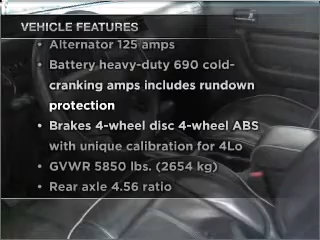 VEHICLE FEATURES
• Alternator 125 amps
• Battery heavy-duty 690 cold-
cranking amps includes rundown
protection
• Brakes 4-wheel disc 4-wheel ABS
with unique calibration for 4Lo
• GVWR 5850 lbs. (2654 kg)
• Rear axle 4.56 ratio